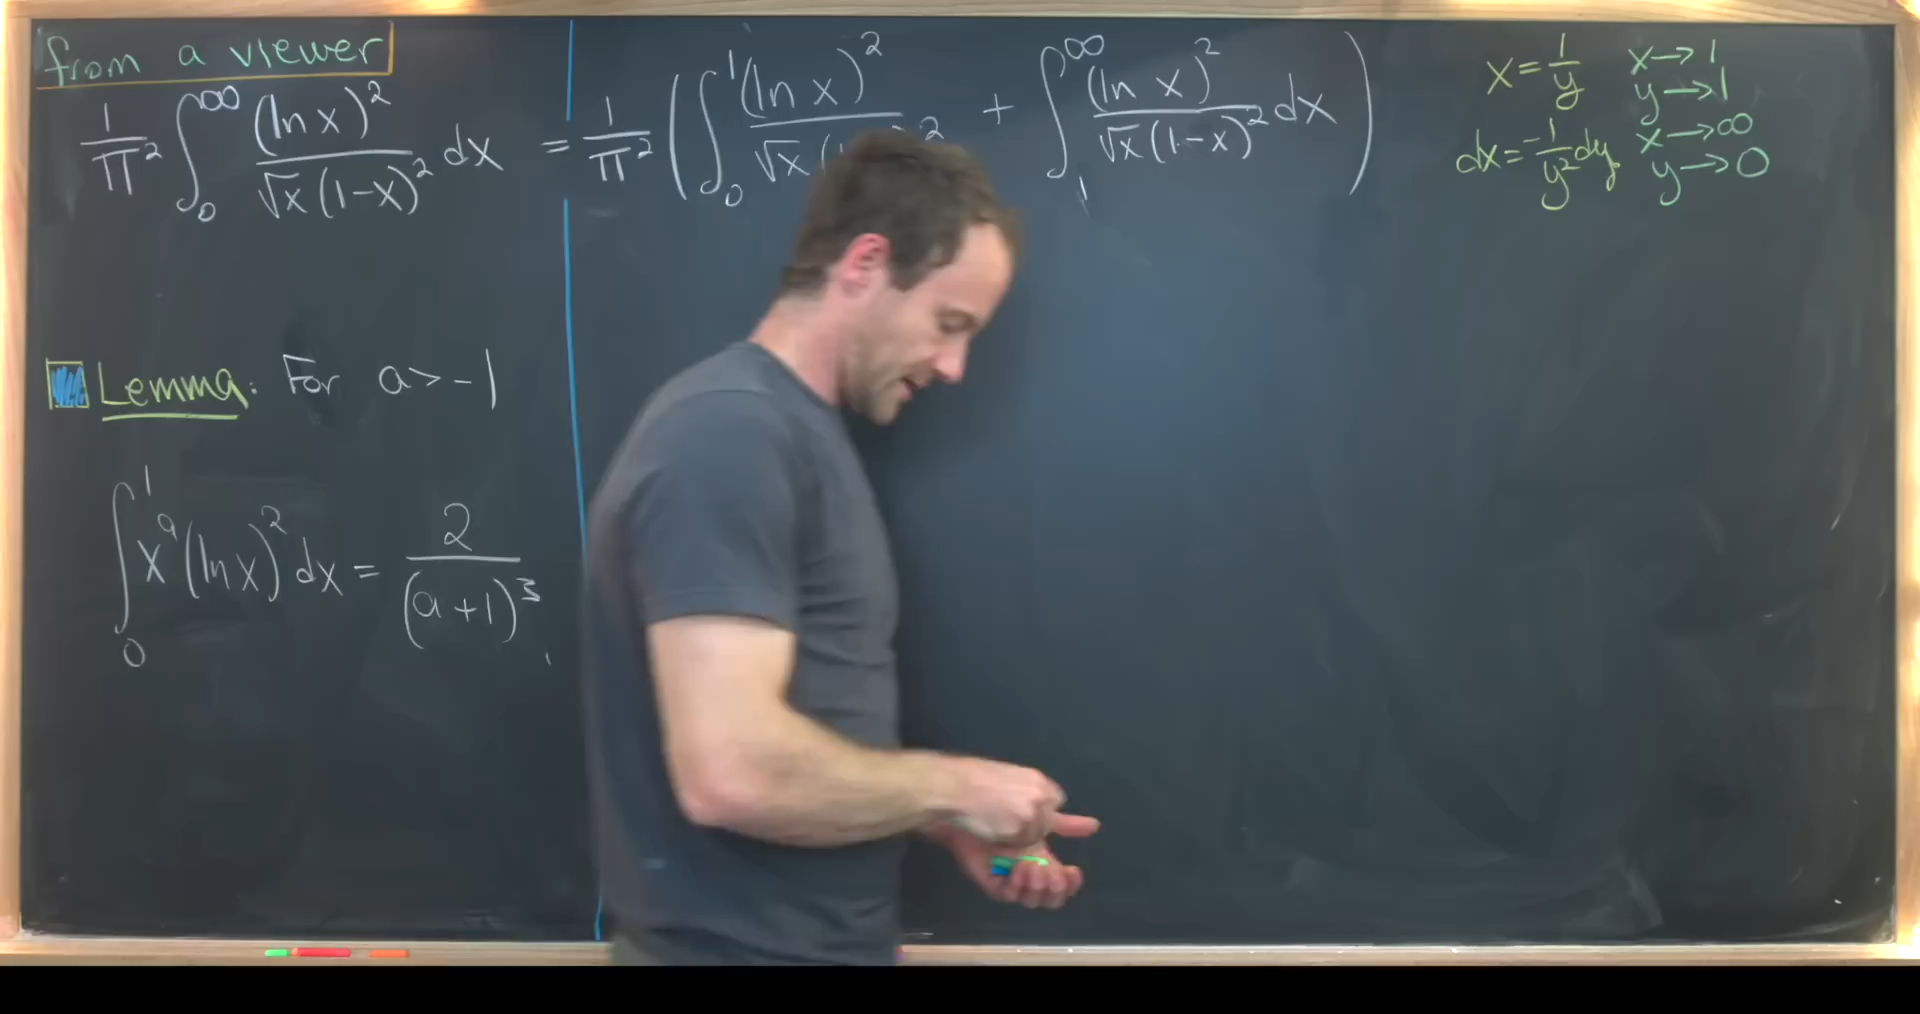 from a viewer
1/π² ∫₀^∞ (ln x)²/(√x (1-x)²) dx = 1/π² ( ∫₀¹ (ln x)²/(√x ( ² + ∫₁^∞ (ln x)²/(√x (1-x)²) dx )
x = 1/y x → 1
y → 1
dx = -1/y² dy x → ∞
y → 0
Lemma: For a > -1
∫₀¹ x^a (ln x)² dx = 2/(a+1)³